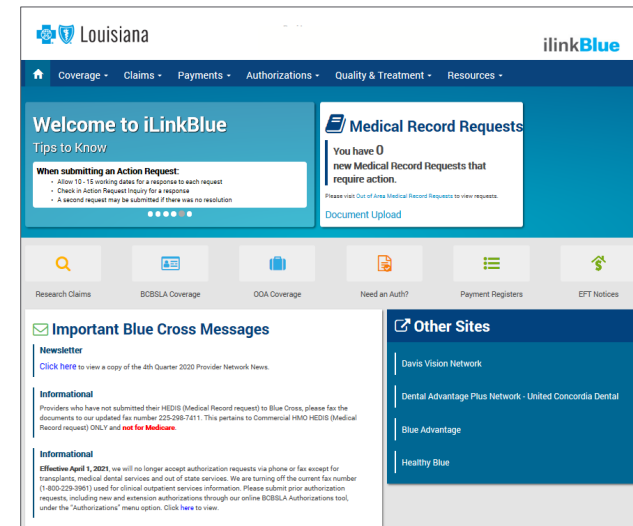 Louisiana
ilinkBlue
Coverage
Claims
Payments
Authorizations
Quality & Treatment
Resources
Welcome to iLinkBlue
Tips to Know
When submitting an Action Request:
• Allow 10 - 15 working dates for a response to each request
• Check in Action Request Inquiry for a response
• A second request may be submitted if there was no resolution
Medical Record Requests
You have 0
new Medical Record Requests that
require action.
Please visit Out of Area Medical Record Requests to view requests.
Document Upload
Research Claims
BCBSLA Coverage
OOA Coverage
Need an Auth?
Payment Registers
EFT Notices
Important Blue Cross Messages
Newsletter
Click here to view a copy of the 4th Quarter 2020 Provider Network News.
Informational
Providers who have not submitted their HEDIS (Medical Record request) to Blue Cross, please fax the
documents to our updated fax number 225-298-7411. This pertains to Commercial HMO HEDIS (Medical
Record request) ONLY and not for Medicare.
Informational
Effective April 1, 2021, we will no longer accept authorization requests via phone or fax except for
transplants, medical dental services and out of state services. We are turning off the current fax number
(1-800-229-3961) used for clinical outpatient services information. Please submit prior authorization
requests, including new and extension authorizations through our online BCBSLA Authorizations tool,
under the "Authorizations" menu option. Click here to view.
Other Sites
Davis Vision Network
Dental Advantage Plus Network - United Concordia Dental
Blue Advantage
Healthy Blue